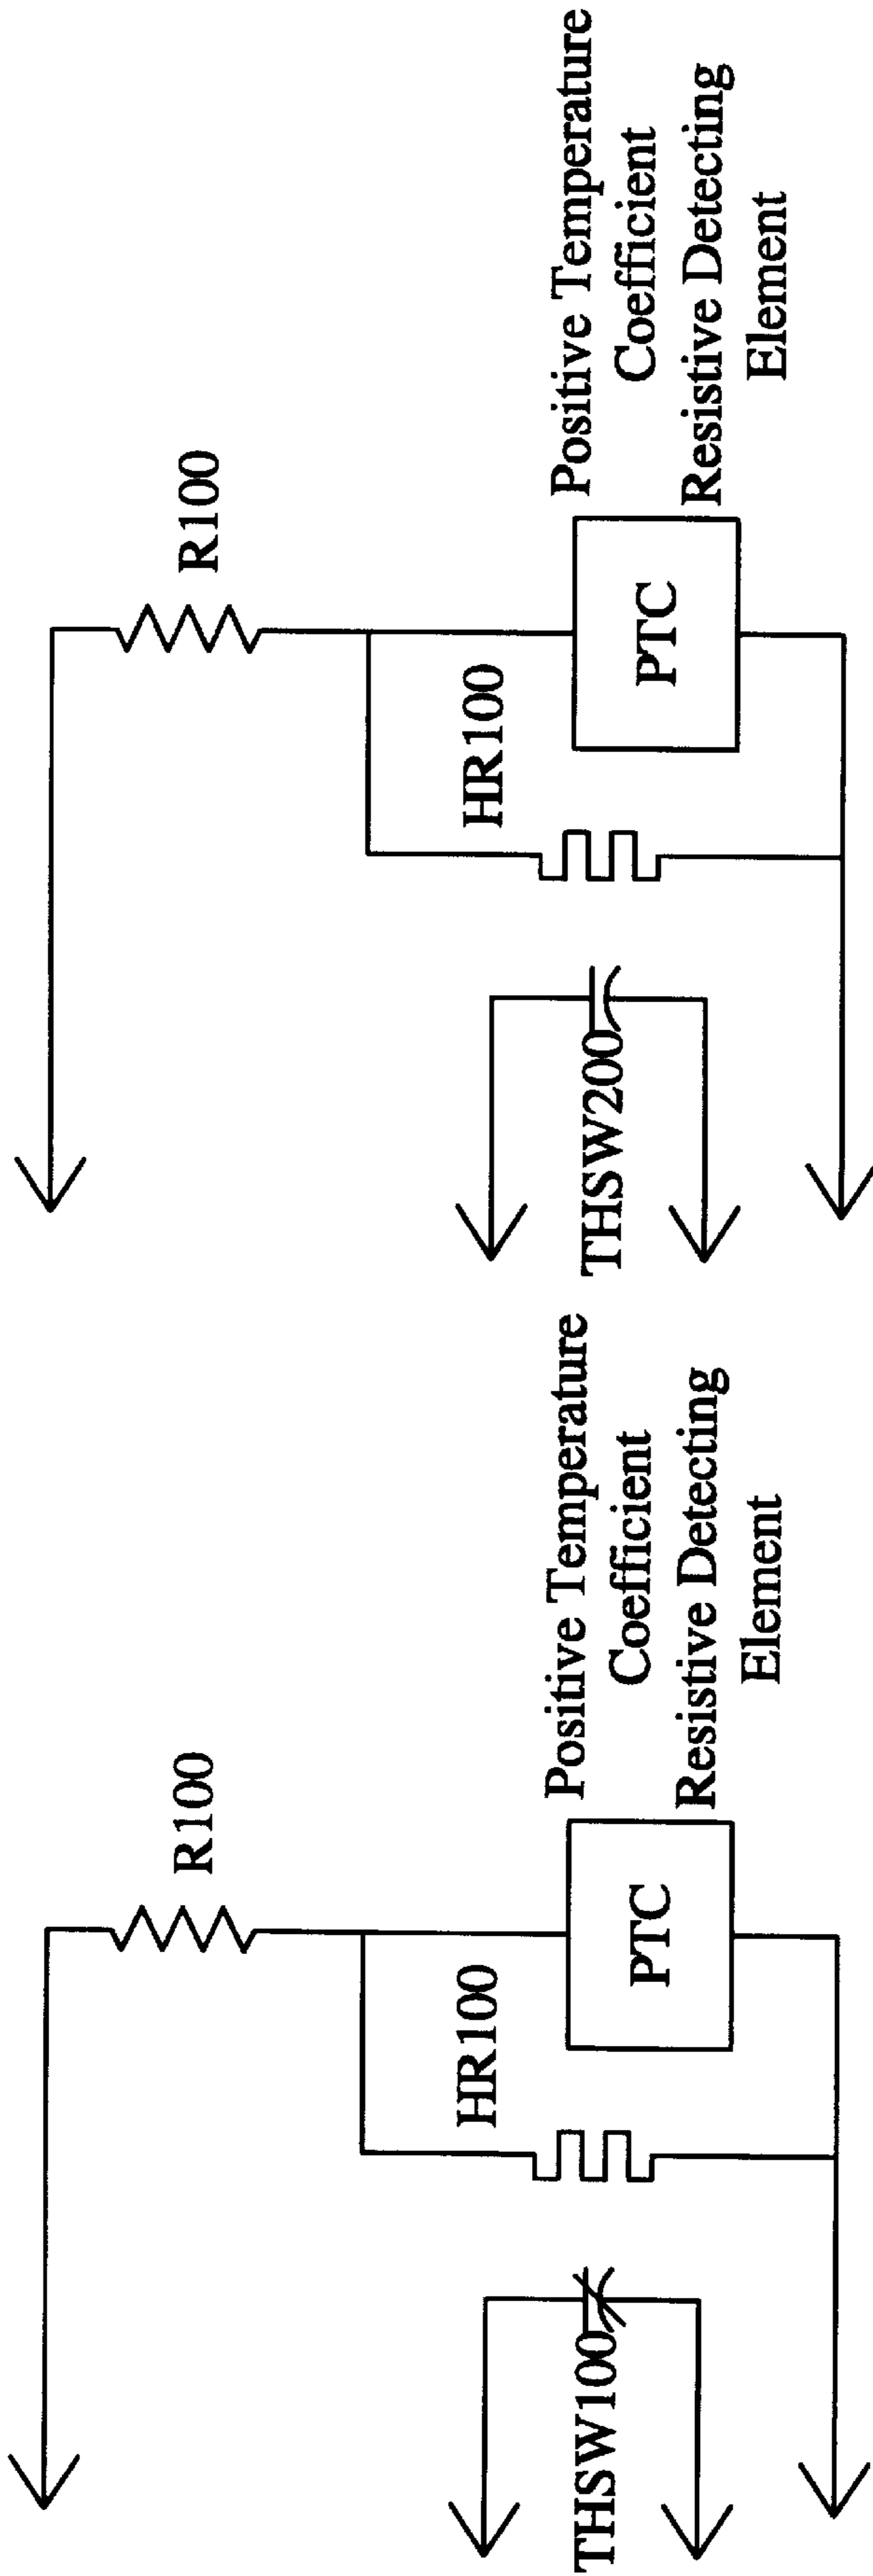 R100
HR100
THSW100
PTC
Positive Temperature
Coefficient
Resistive Detecting
Element
R100
HR100
THSW200
PTC
Positive Temperature
Coefficient
Resistive Detecting
Element